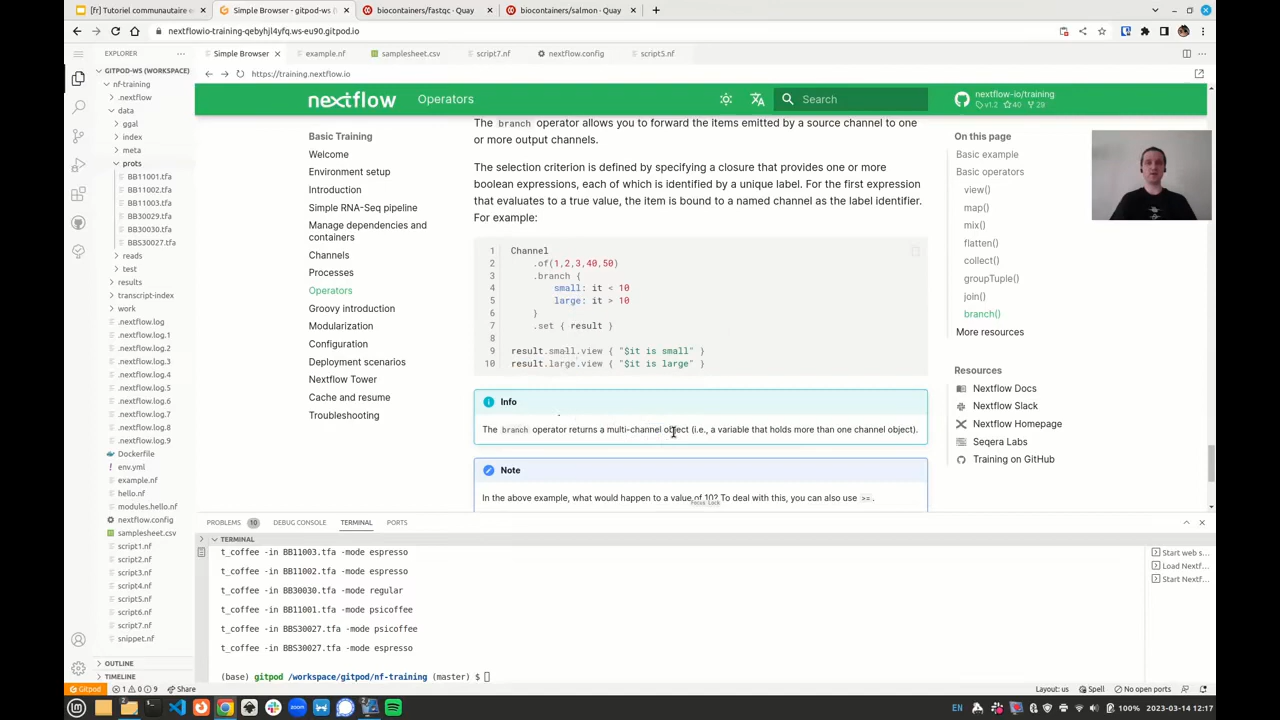 [fr] Tutoriel communautaire e
Simple Browser - gitpod-ws (
biocontainers/fastqc · Quay
biocontainers/salmon · Quay
nextflowio-training-qebyhjl4yfq.ws-eu90.gitpod.io
EXPLORER
Simple Browser
example.nf
samplesheet.csv
script7.nf
nextflow.config
script5.nf
GITPOD-WS (WORKSPACE)
nf-training
.nextflow
data
ggal
index
meta
prots
BB11001.tfa
BB11002.tfa
BB11003.tfa
BB30029.tfa
BB30030.tfa
BBS30027.tfa
reads
test
results
transcript-index
work
.nextflow.log
.nextflow.log.1
.nextflow.log.2
.nextflow.log.3
.nextflow.log.4
.nextflow.log.5
.nextflow.log.6
.nextflow.log.7
.nextflow.log.8
.nextflow.log.9
Dockerfile
env.yml
example.nf
hello.nf
modules.hello.nf
nextflow.config
samplesheet.csv
script1.nf
script2.nf
script3.nf
script4.nf
script5.nf
script6.nf
script7.nf
snippet.nf
OUTLINE
TIMELINE
https://training.nextflow.io
nextflow
Operators
Search
nextflow-io/training
v1.2 40 29
Basic Training
Welcome
Environment setup
Introduction
Simple RNA-Seq pipeline
Manage dependencies and
containers
Channels
Processes
Operators
Groovy introduction
Modularization
Configuration
Deployment scenarios
Nextflow Tower
Cache and resume
Troubleshooting
The branch operator allows you to forward the items emitted by a source channel to one
or more output channels.
The selection criterion is defined by specifying a closure that provides one or more
boolean expressions, each of which is identified by a unique label. For the first expression
that evaluates to a true value, the item is bound to a named channel as the label identifier.
For example:
1 Channel
2 .of(1,2,3,40,50)
3 .branch {
4 small: it < 10
5 large: it > 10
6 }
7 .set { result }
8
9 result.small.view { "$it is small" }
10 result.large.view { "$it is large" }
Info
The branch operator returns a multi-channel object (i.e., a variable that holds more than one channel object).
Note
In the above example, what would happen to a value of 10? To deal with this, you can also use >=.
Focus Lock
On this page
Basic example
Basic operators
view()
map()
mix()
flatten()
collect()
groupTuple()
join()
branch()
More resources
Resources
Nextflow Docs
Nextflow Slack
Nextflow Homepage
Seqera Labs
Training on GitHub
PROBLEMS 10
DEBUG CONSOLE
TERMINAL
PORTS
TERMINAL
t_coffee -in BB11003.tfa -mode espresso
t_coffee -in BB11002.tfa -mode espresso
t_coffee -in BB30030.tfa -mode regular
t_coffee -in BB11001.tfa -mode psicoffee
t_coffee -in BBS30027.tfa -mode psicoffee
t_coffee -in BBS30027.tfa -mode espresso
(base) gitpod /workspace/gitpod/nf-training (master) $
Start web s...
Load Nextf...
Start Nextf...
Gitpod
1 0 9
Share
Layout: us
Spell
No open ports
zoom
EN
100%
2023-03-14 12:17